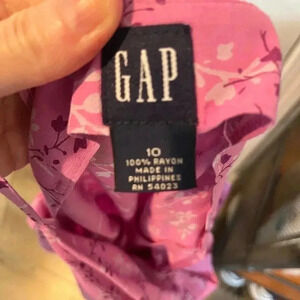 GAP
10
100% RAYON
MADE IN
PHILIPPINES
RN 54023